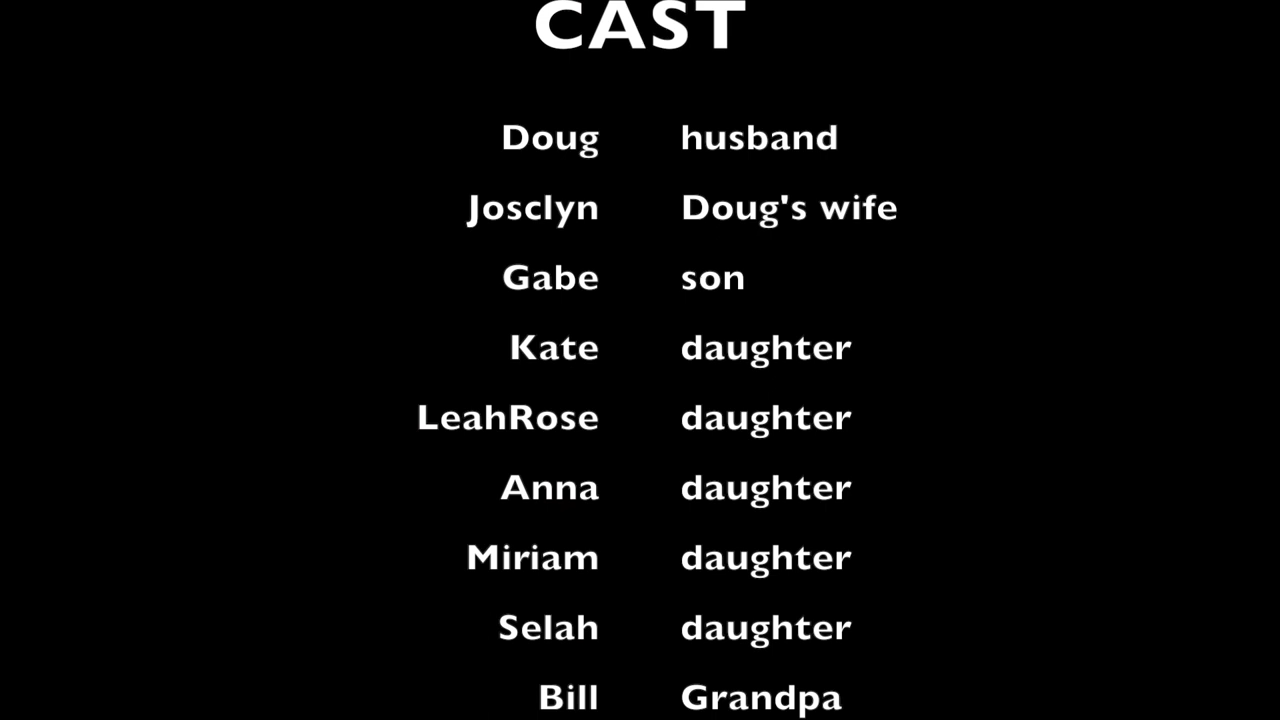 CAST
Doug husband
Josclyn Doug's wife
Gabe son
Kate daughter
LeahRose daughter
Anna daughter
Miriam daughter
Selah daughter
Bill Grandpa